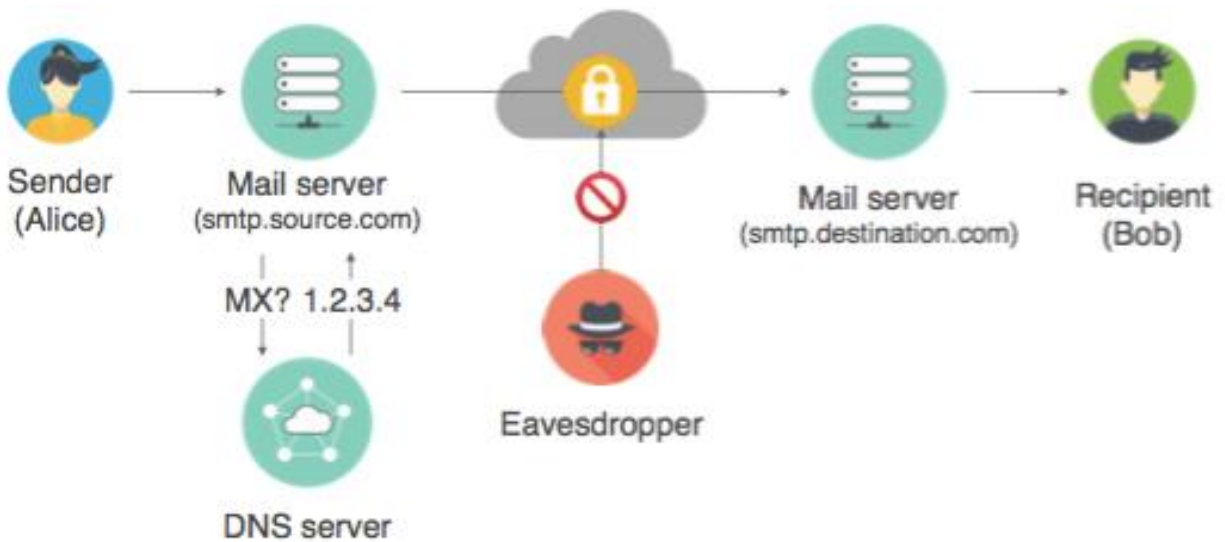 Sender
(Alice)
Mail server
(smtp.source.com)
Mail server
(smtp.destination.com)
Recipient
(Bob)
MX? 1.2.3.4
Eavesdropper
DNS server